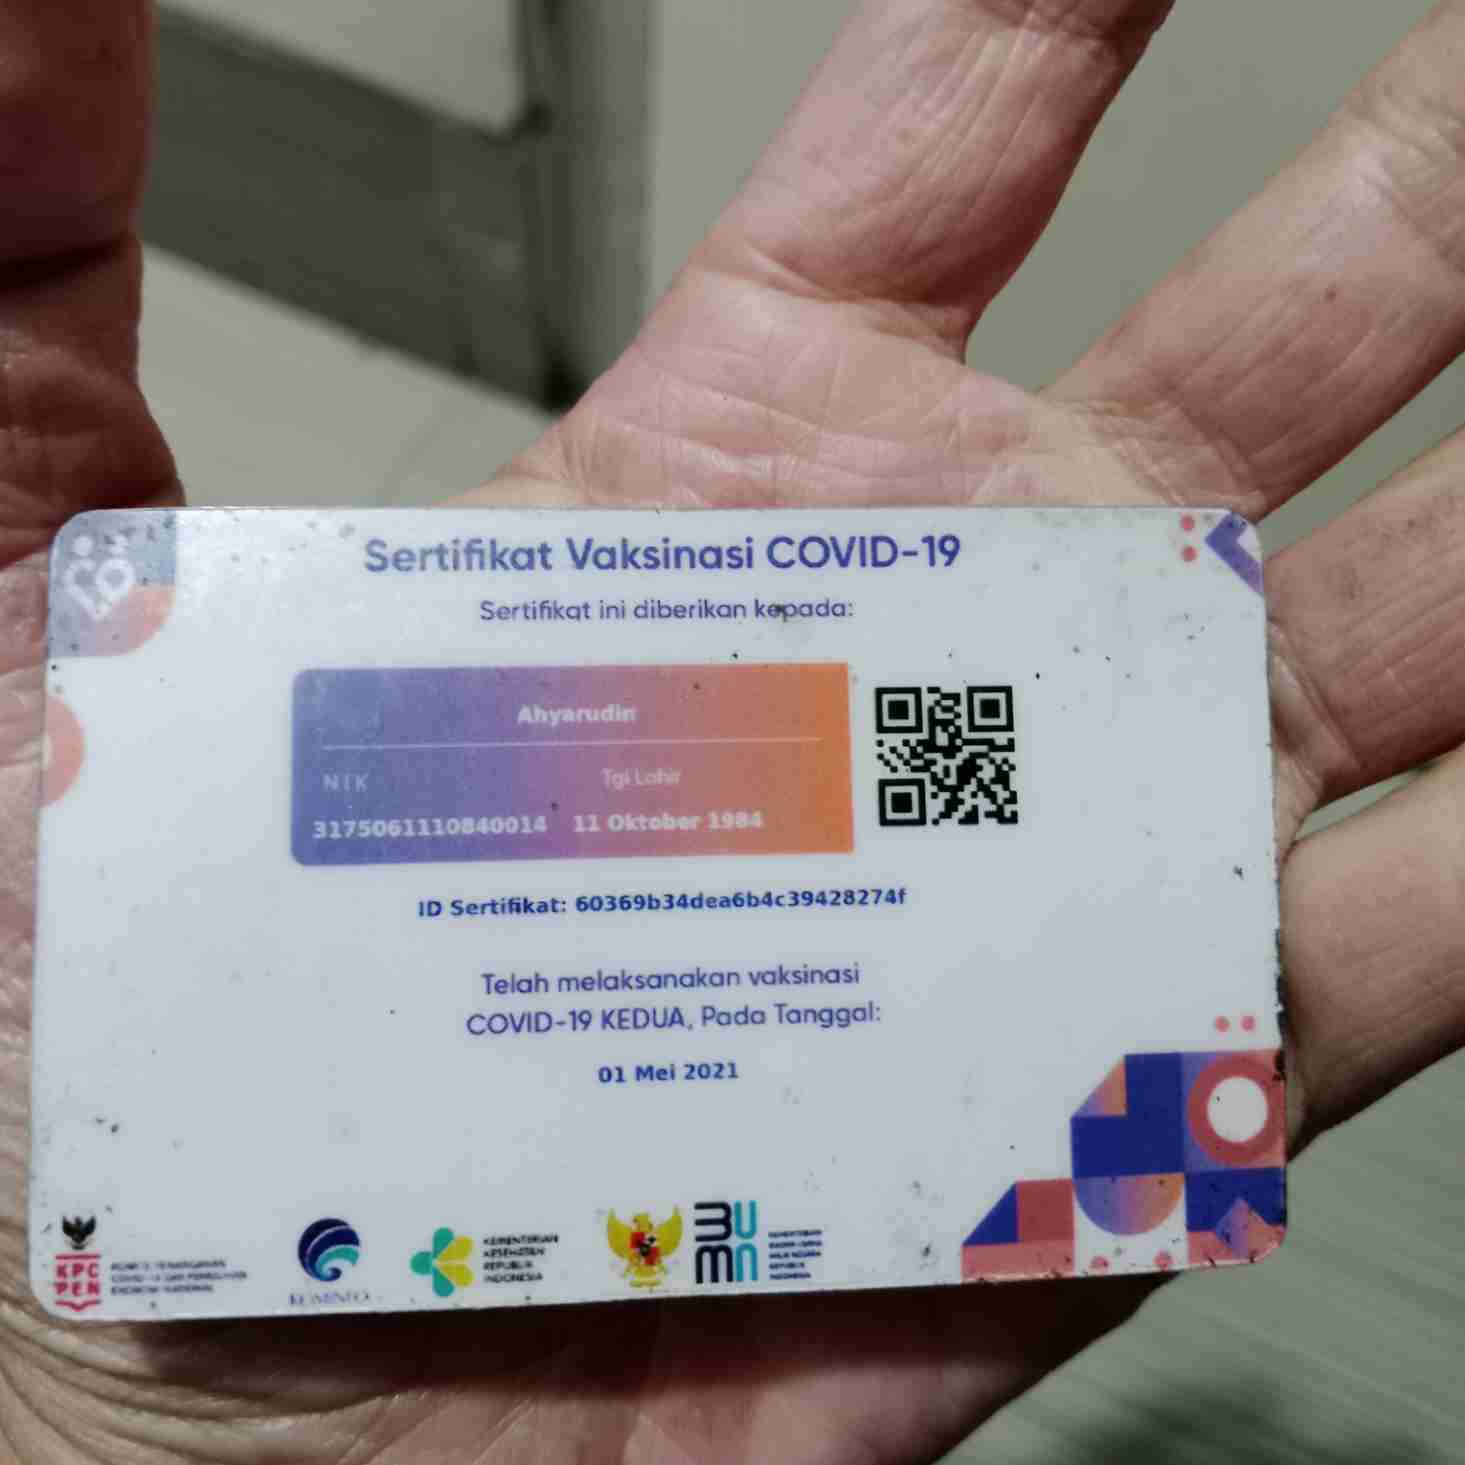 Sertifikat Vaksinasi COVID-19
Sertifikat ini diberikan kepada:
Ahyarudin
NIK Tgl Lahir
3175061110840014 11 Oktober 1984
ID Sertifikat: 60369b34dea6b4c39428274f
Telah melaksanakan vaksinasi
COVID-19 KEDUA, Pada Tanggal:
01 Mei 2021
KPC
PEN
KOMINFO
KEMENTERIAN
KESEHATAN
REPUBLIK
INDONESIA
BUMN